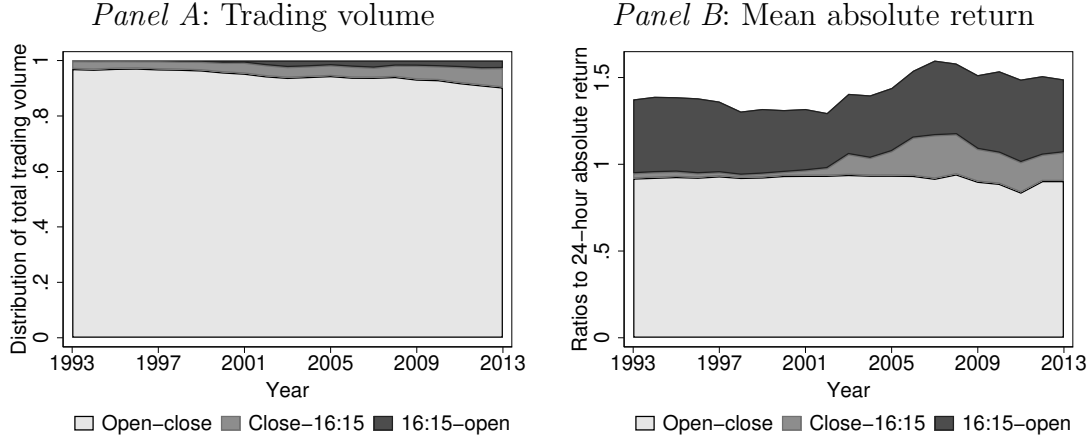 Panel A: Trading volume
Distribution of total trading volume
1
.8
.6
.4
.2
0
1993 1997 2001 2005 2009 2013
Year
Open−close Close−16:15 16:15−open
Panel B: Mean absolute return
Ratios to 24−hour absolute return
1.5
1
.5
0
1993 1997 2001 2005 2009 2013
Year
Open−close Close−16:15 16:15−open